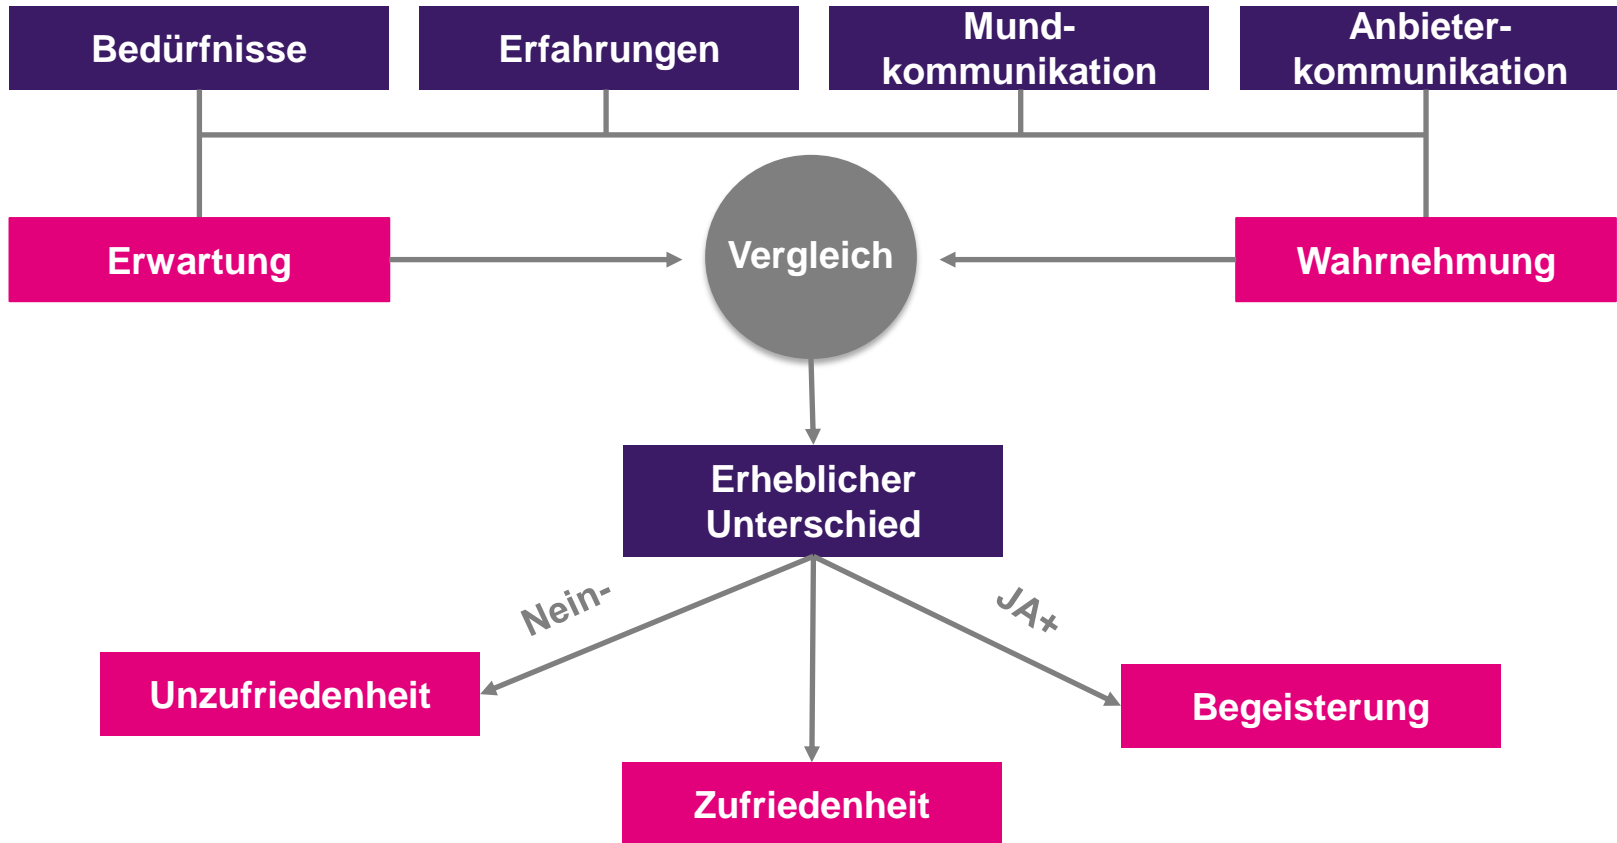 Bedürfnisse
Erfahrungen
Mund-
kommunikation
Anbieter-
kommunikation
Erwartung
Vergleich
Wahrnehmung
Erheblicher
Unterschied
Nein-
JA+
Unzufriedenheit
Begeisterung
Zufriedenheit